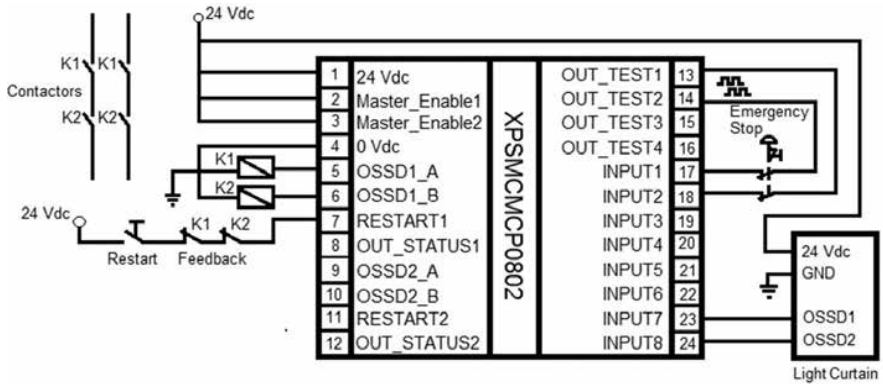 24 Vdc
K1 K1
Contactors
K2 K2
24 Vdc
Restart
K1 K2
Feedback
K1
K2
1 24 Vdc
2 Master_Enable1
3 Master_Enable2
4 0 Vdc
5 OSSD1_A
6 OSSD1_B
7 RESTART1
8 OUT_STATUS1
9 OSSD2_A
10 OSSD2_B
11 RESTART2
12 OUT_STATUS2
XPSMCMCP0802
OUT_TEST1 13
OUT_TEST2 14
OUT_TEST3 15
OUT_TEST4 16
INPUT1 17
INPUT2 18
INPUT3 19
INPUT4 20
INPUT5 21
INPUT6 22
INPUT7 23
INPUT8 24
Emergency
Stop
24 Vdc
GND
OSSD1
OSSD2
Light Curtain